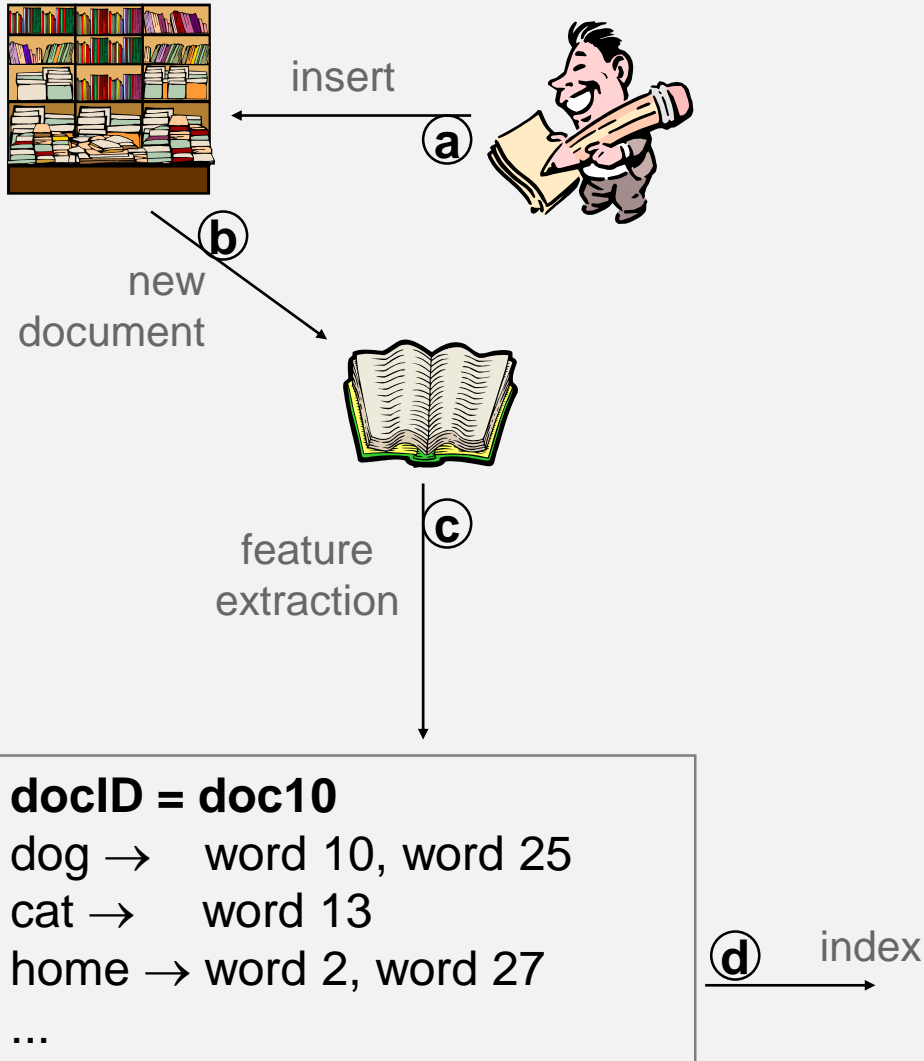 insert
a
b
new
document
c
feature
extraction
docID = doc10
dog → word 10, word 25
cat → word 13
home → word 2, word 27
...
d index